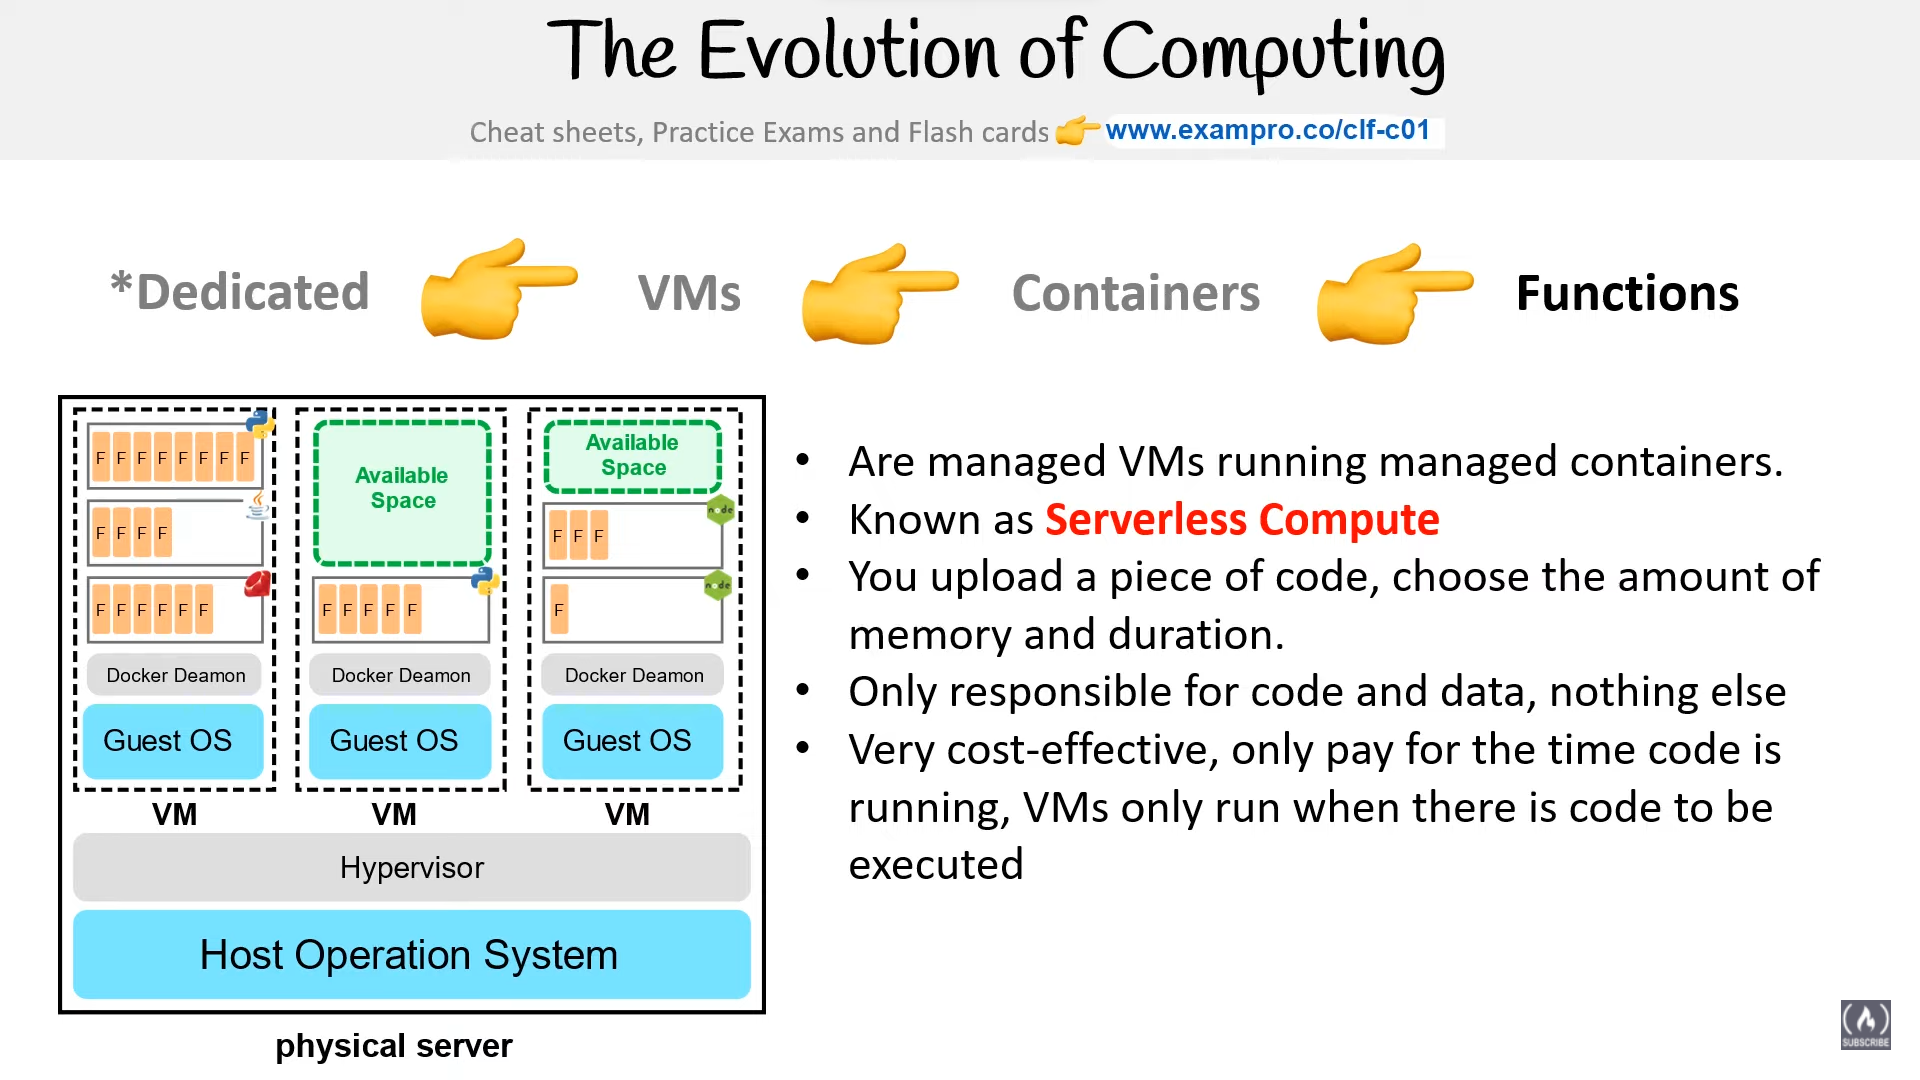 The Evolution of Computing
Cheat sheets, Practice Exams and Flash cards www.exampro.co/clf-c01
*Dedicated VMs Containers Functions
F F F F F F F F
F F F F
F F F F F F
Docker Deamon
Guest OS
VM
Available
Space
F F F F F
Docker Deamon
Guest OS
VM
Available
Space
node
F F F
node
F
Docker Deamon
Guest OS
VM
Hypervisor
Host Operation System
physical server
• Are managed VMs running managed containers.
• Known as Serverless Compute
• You upload a piece of code, choose the amount of
memory and duration.
• Only responsible for code and data, nothing else
• Very cost-effective, only pay for the time code is
running, VMs only run when there is code to be
executed
SUBSCRIBE